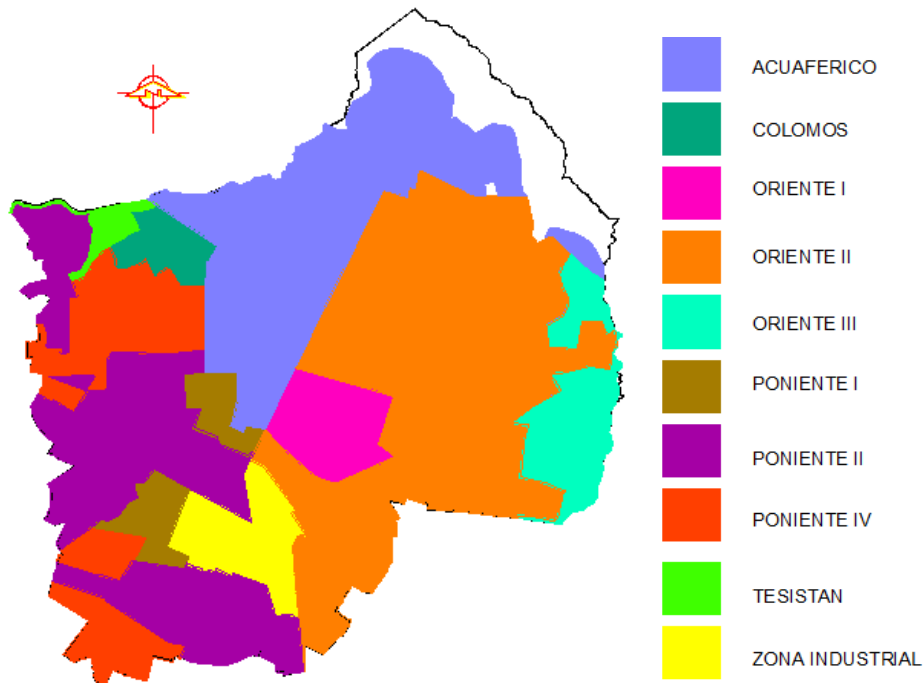 ACUAFERICO
COLOMOS
ORIENTE I
ORIENTE II
ORIENTE III
PONIENTE I
PONIENTE II
PONIENTE IV
TESISTAN
ZONA INDUSTRIAL